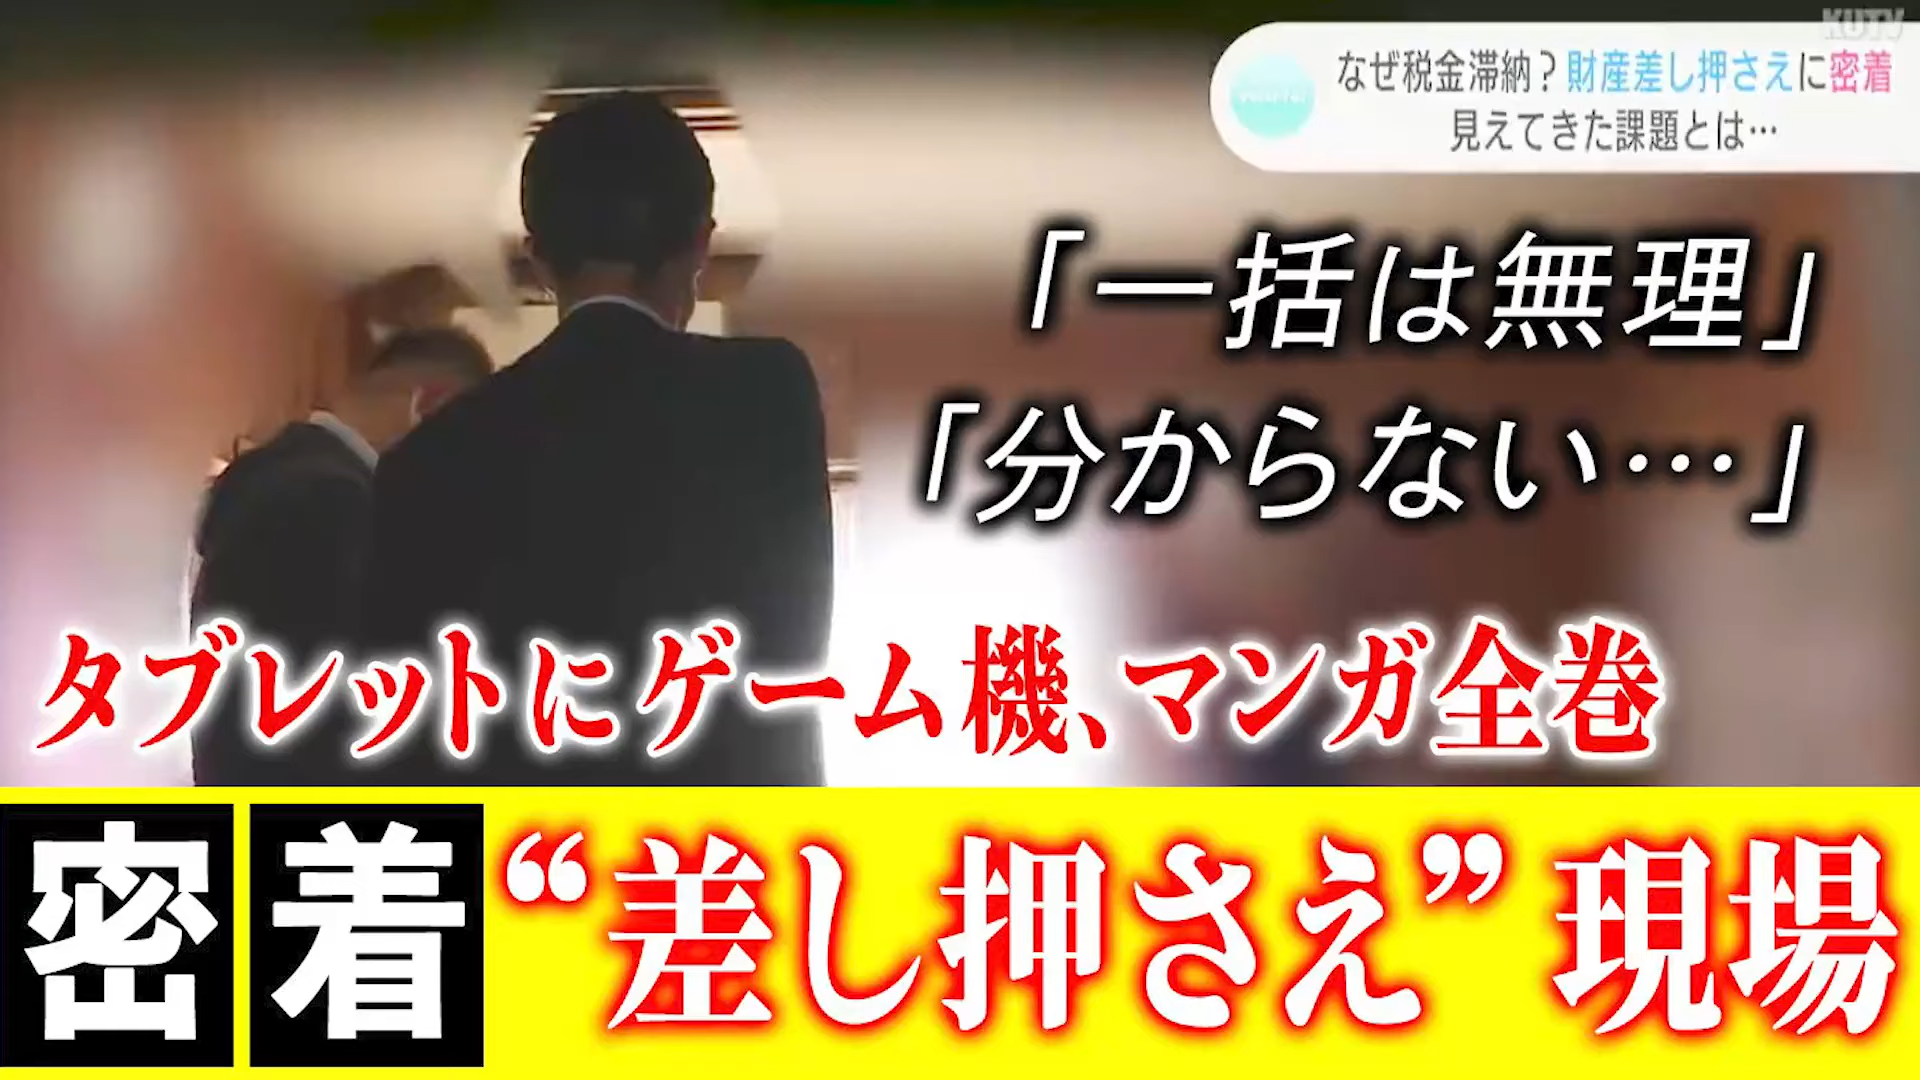 KUTV
なぜ税金滞納？財産差し押さえに密着
見えてきた課題とは…
「一括は無理」
「分からない…」
タブレットにゲーム機、マンガ全巻
密着“差し押さえ”現場